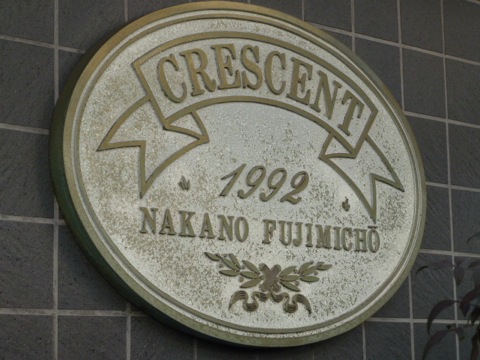 CRESCENT
1992
NAKANO FUJIMICHŌ